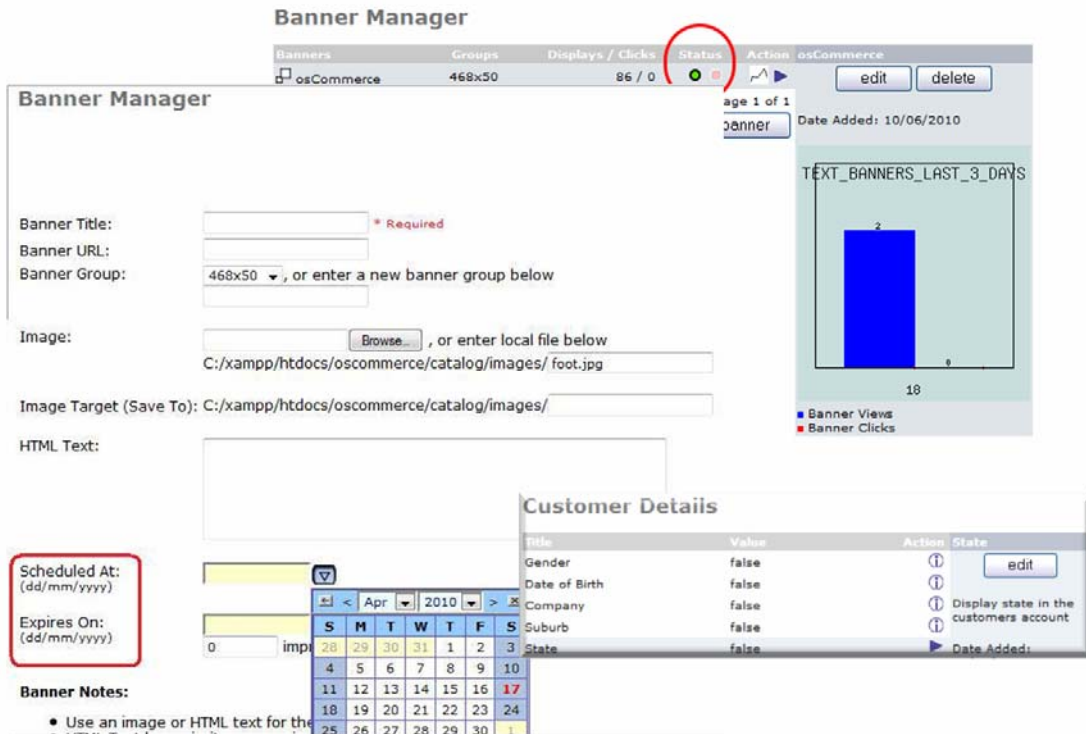 Banner Manager
Banners Groups Displays / Clicks Status Action osCommerce
osCommerce 468x50 86 / 0 edit delete
age 1 of 1
banner
Date Added: 10/06/2010
TEXT_BANNERS_LAST_3_DAYS
2
0
18
Banner Views
Banner Clicks
Banner Manager
Banner Title: * Required
Banner URL:
Banner Group: 468x50 , or enter a new banner group below
Image: Browse... , or enter local file below
C:/xampp/htdocs/oscommerce/catalog/images/ foot.jpg
Image Target (Save To): C:/xampp/htdocs/oscommerce/catalog/images/
HTML Text:
Scheduled At:
(dd/mm/yyyy)
Expires On:
(dd/mm/yyyy)
0 impr
< Apr 2010 > x
S M T W T F S
28 29 30 31 1 2 3
4 5 6 7 8 9 10
11 12 13 14 15 16 17
18 19 20 21 22 23 24
25 26 27 28 29 30 1
Banner Notes:
• Use an image or HTML text for the
Customer Details
Title Value Action State
Gender false edit
Date of Birth false
Company false Display state in the
Suburb false customers account
State false Date Added: